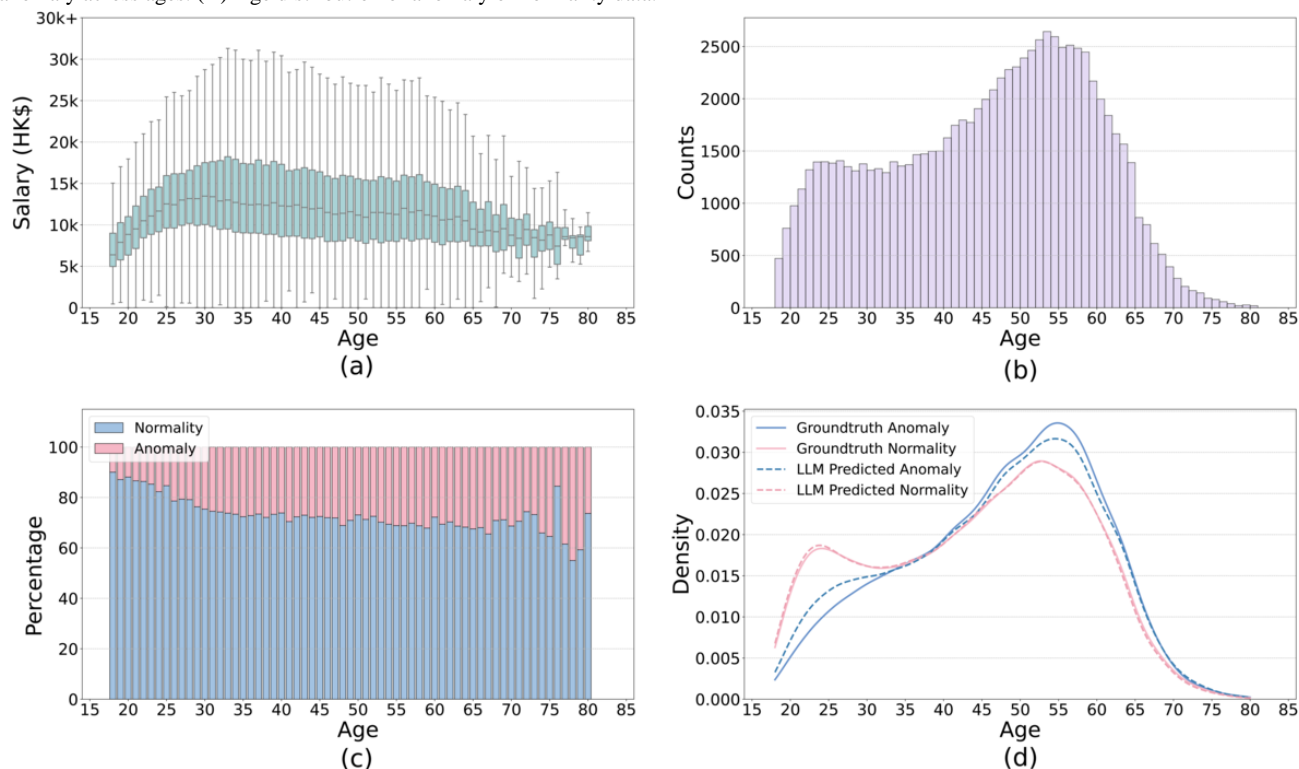 30k+
30k
25k
20k
15k
10k
5k
0
Salary (HK$)
15 20 25 30 35 40 45 50 55 60 65 70 75 80 85
Age
(a)
2500
2000
1500
1000
500
0
Counts
15 20 25 30 35 40 45 50 55 60 65 70 75 80 85
Age
(b)
Normality
Anomaly
100
80
60
40
20
0
Percentage
15 20 25 30 35 40 45 50 55 60 65 70 75 80 85
Age
(c)
Groundtruth Anomaly
Groundtruth Normality
LLM Predicted Anomaly
LLM Predicted Normality
0.035
0.030
0.025
0.020
0.015
0.010
0.005
0.000
Density
15 20 25 30 35 40 45 50 55 60 65 70 75 80 85
Age
(d)